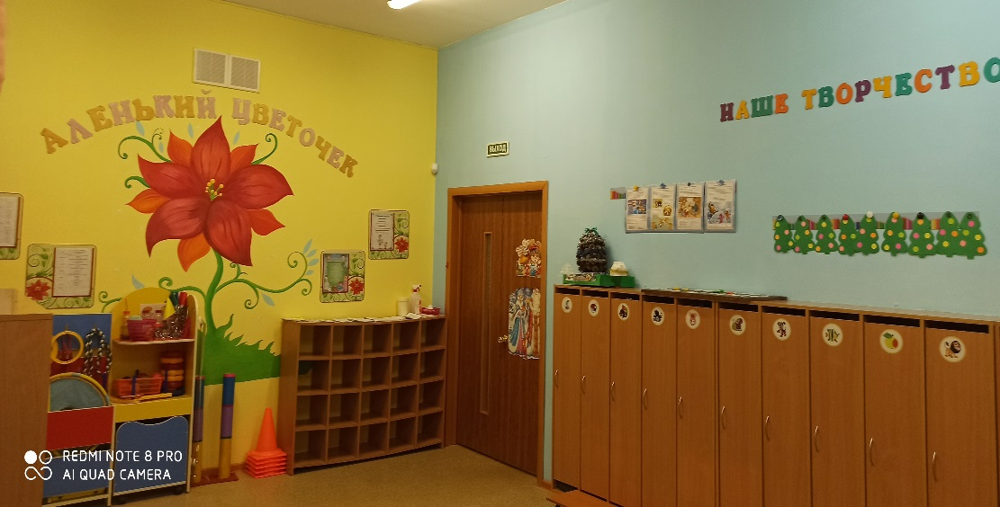 АЛЕНЬКИЙ ЦВЕТОЧЕК
НАШЕ ТВОРЧЕСТВО
ВЫХОД
REDMI NOTE 8 PRO
AI QUAD CAMERA